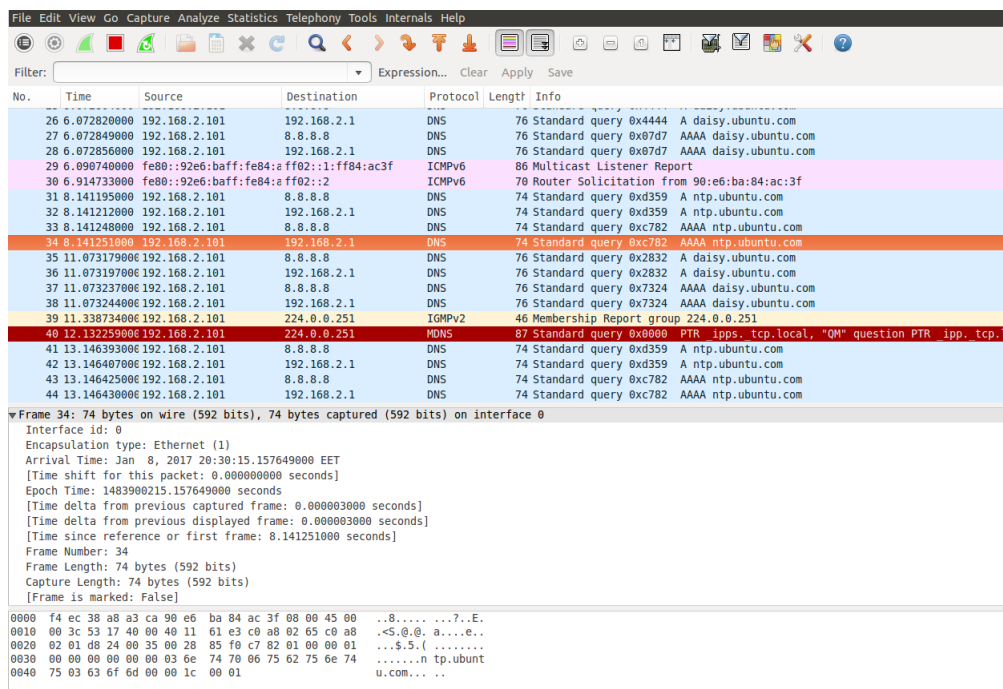 File Edit View Go Capture Analyze Statistics Telephony Tools Internals Help
Filter: Expression... Clear Apply Save
No. Time Source Destination Protocol Length Info
26 6.072820000 192.168.2.101 192.168.2.1 DNS 76 Standard query 0x4444 A daisy.ubuntu.com
27 6.072849000 192.168.2.101 8.8.8.8 DNS 76 Standard query 0x07d7 AAAA daisy.ubuntu.com
28 6.072856000 192.168.2.101 192.168.2.1 DNS 76 Standard query 0x07d7 AAAA daisy.ubuntu.com
29 6.090740000 fe80::92e6:baff:fe84:a ff02::1:ff84:ac3f ICMPv6 86 Multicast Listener Report
30 6.914733000 fe80::92e6:baff:fe84:a ff02::2 ICMPv6 70 Router Solicitation from 90:e6:ba:84:ac:3f
31 8.141195000 192.168.2.101 8.8.8.8 DNS 74 Standard query 0xd359 A ntp.ubuntu.com
32 8.141212000 192.168.2.101 192.168.2.1 DNS 74 Standard query 0xd359 A ntp.ubuntu.com
33 8.141248000 192.168.2.101 8.8.8.8 DNS 74 Standard query 0xc782 AAAA ntp.ubuntu.com
34 8.141251000 192.168.2.101 192.168.2.1 DNS 74 Standard query 0xc782 AAAA ntp.ubuntu.com
35 11.073179000 192.168.2.101 8.8.8.8 DNS 76 Standard query 0x2832 A daisy.ubuntu.com
36 11.073197000 192.168.2.101 192.168.2.1 DNS 76 Standard query 0x2832 A daisy.ubuntu.com
37 11.073237000 192.168.2.101 8.8.8.8 DNS 76 Standard query 0x7324 AAAA daisy.ubuntu.com
38 11.073244000 192.168.2.101 192.168.2.1 DNS 76 Standard query 0x7324 AAAA daisy.ubuntu.com
39 11.338734000 192.168.2.101 224.0.0.251 IGMPv2 46 Membership Report group 224.0.0.251
40 12.132259000 192.168.2.101 224.0.0.251 MDNS 87 Standard query 0x0000 PTR _ipps._tcp.local, "QM" question PTR _ipp._tcp.
41 13.146393000 192.168.2.101 8.8.8.8 DNS 74 Standard query 0xd359 A ntp.ubuntu.com
42 13.146407000 192.168.2.101 192.168.2.1 DNS 74 Standard query 0xd359 A ntp.ubuntu.com
43 13.146425000 192.168.2.101 8.8.8.8 DNS 74 Standard query 0xc782 AAAA ntp.ubuntu.com
44 13.146430000 192.168.2.101 192.168.2.1 DNS 74 Standard query 0xc782 AAAA ntp.ubuntu.com
Frame 34: 74 bytes on wire (592 bits), 74 bytes captured (592 bits) on interface 0
Interface id: 0
Encapsulation type: Ethernet (1)
Arrival Time: Jan 8, 2017 20:30:15.157649000 EET
[Time shift for this packet: 0.000000000 seconds]
Epoch Time: 1483900215.157649000 seconds
[Time delta from previous captured frame: 0.000003000 seconds]
[Time delta from previous displayed frame: 0.000003000 seconds]
[Time since reference or first frame: 8.141251000 seconds]
Frame Number: 34
Frame Length: 74 bytes (592 bits)
Capture Length: 74 bytes (592 bits)
[Frame is marked: False]
0000 f4 ec 38 a8 a3 ca 90 e6 ba 84 ac 3f 08 00 45 00 ..8..... ...?..E.
0010 00 3c 53 17 40 00 40 11 61 e3 c0 a8 02 65 c0 a8 .<S.@.@. a....e..
0020 02 01 d8 24 00 35 00 28 85 f0 c7 82 01 00 00 01 ...$.5.( ........
0030 00 00 00 00 00 00 03 6e 74 70 06 75 62 75 6e 74 .......n tp.ubunt
0040 75 03 63 6f 6d 00 00 1c 00 01 u.com... ..